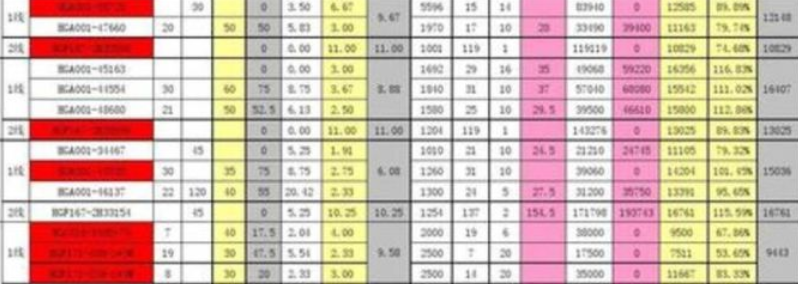 1线 30 0 3.50 6.67 9.67 5596 15 14 83940 0 12585 89.89% 12148
HGA001-47660 20 50 50 5.83 3.00 1970 17 10 20 33490 39400 11163 79.74%
2线 0 0.00 11.00 11.00 1001 119 1 119119 0 10829 74.68% 10829
1线 HGA001-45163 0 0.00 3.00 8.88 1692 29 16 35 49068 59220 16356 116.83% 16407
HGA001-44554 30 60 75 8.75 3.67 1840 31 10 37 57040 68080 15542 111.02%
HGA001-48680 21 50 52.5 6.13 2.50 1580 25 10 29.5 39500 46610 15800 112.86%
2线 0 0.00 11.00 11.00 1204 119 1 143276 0 13025 89.83% 13025
1线 HGA001-34467 45 0 5.25 1.91 6.08 1010 21 10 24.5 21210 24745 11105 79.32% 15036
30 35 75 8.75 2.75 1260 31 10 39060 0 14204 101.45%
HGA001-46137 22 120 40 55 20.42 2.33 1300 24 5 27.5 31200 35750 13391 95.65%
2线 HGP167-2H33154 45 0 5.25 10.25 10.25 1254 137 2 154.5 171798 193743 16761 115.59% 16761
1线 7 40 17.5 2.04 4.00 9.58 2000 19 6 38000 0 9500 67.86% 9443
19 30 47.5 5.54 2.33 2500 7 20 17500 0 7511 53.65%
8 30 20 2.33 3.00 2500 14 20 35000 0 11667 83.33%